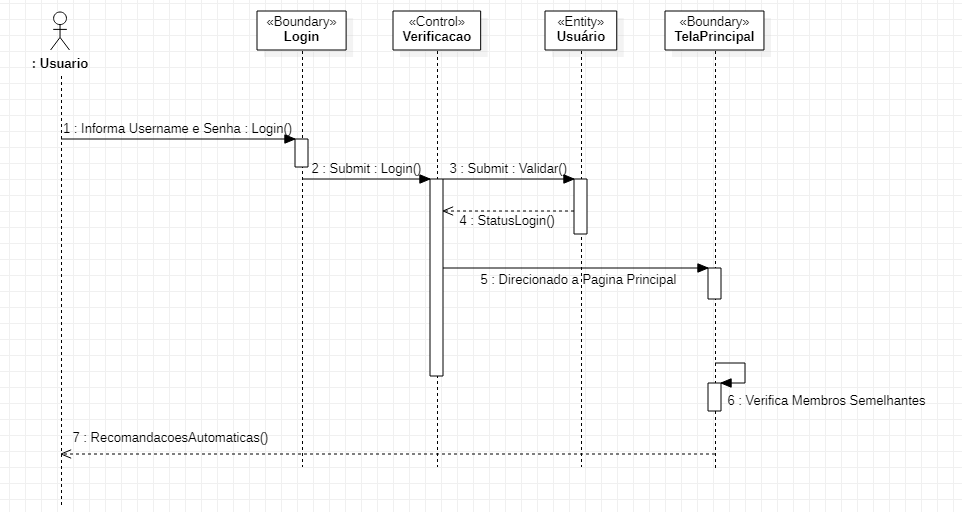 «Boundary»
Login
«Control»
Verificacao
«Entity»
Usuário
«Boundary»
TelaPrincipal
: Usuario
1 : Informa Username e Senha : Login()
2 : Submit : Login()
3 : Submit : Validar()
4 : StatusLogin()
5 : Direcionado a Pagina Principal
6 : Verifica Membros Semelhantes
7 : RecomandacoesAutomaticas()